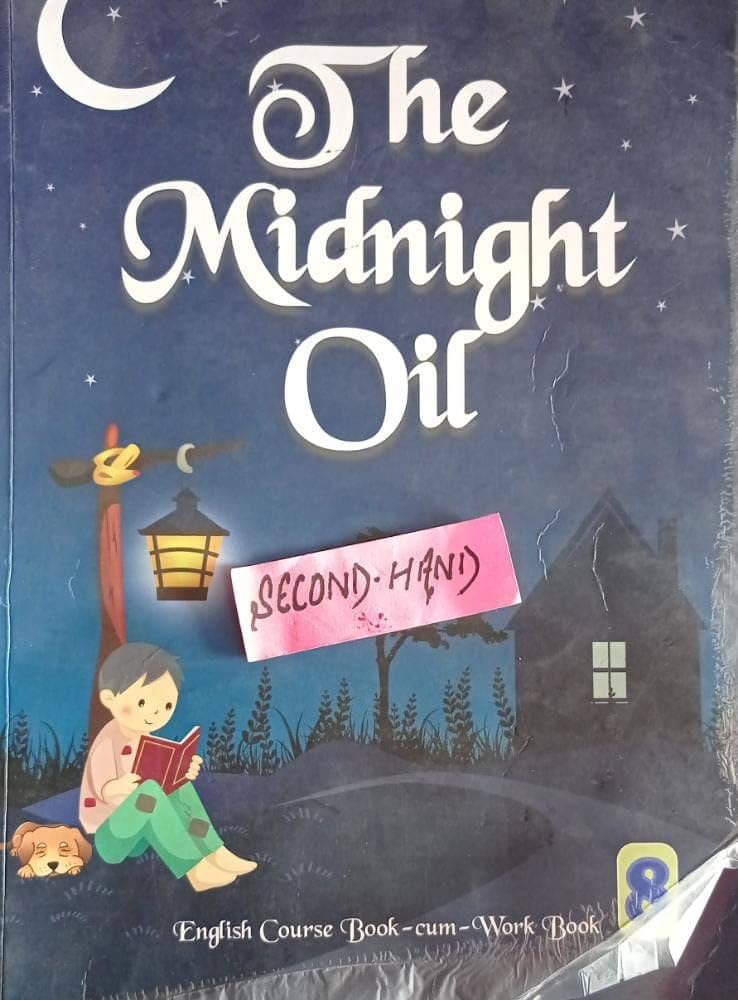 The
Midnight
Oil
SECOND-HAND
8
English Course Book-cum-Work Book